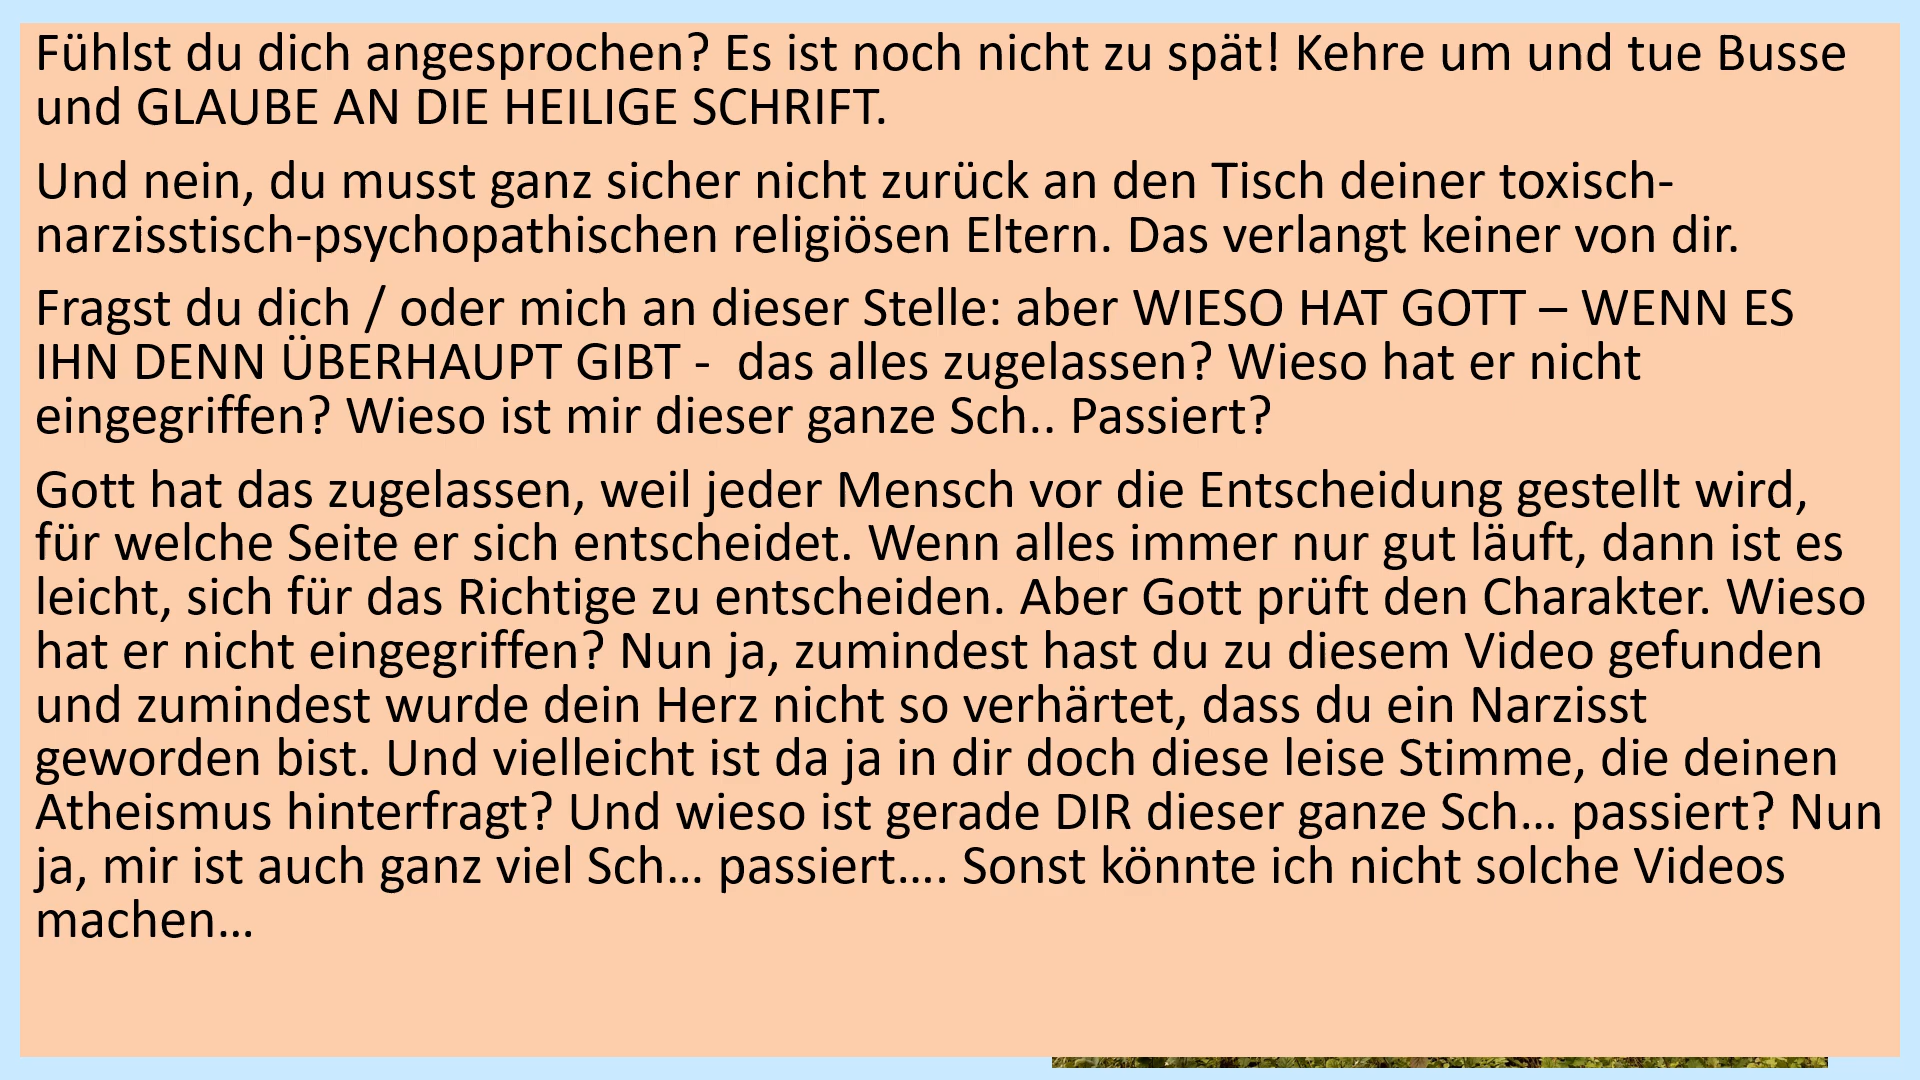 Fühlst du dich angesprochen? Es ist noch nicht zu spät! Kehre um und tue Busse
und GLAUBE AN DIE HEILIGE SCHRIFT.
Und nein, du musst ganz sicher nicht zurück an den Tisch deiner toxisch-
narzisstisch-psychopathischen religiösen Eltern. Das verlangt keiner von dir.
Fragst du dich / oder mich an dieser Stelle: aber WIESO HAT GOTT – WENN ES
IHN DENN ÜBERHAUPT GIBT -  das alles zugelassen? Wieso hat er nicht
eingegriffen? Wieso ist mir dieser ganze Sch.. Passiert?
Gott hat das zugelassen, weil jeder Mensch vor die Entscheidung gestellt wird,
für welche Seite er sich entscheidet. Wenn alles immer nur gut läuft, dann ist es
leicht, sich für das Richtige zu entscheiden. Aber Gott prüft den Charakter. Wieso
hat er nicht eingegriffen? Nun ja, zumindest hast du zu diesem Video gefunden
und zumindest wurde dein Herz nicht so verhärtet, dass du ein Narzisst
geworden bist. Und vielleicht ist da ja in dir doch diese leise Stimme, die deinen
Atheismus hinterfragt? Und wieso ist gerade DIR dieser ganze Sch… passiert? Nun
ja, mir ist auch ganz viel Sch… passiert…. Sonst könnte ich nicht solche Videos
machen…